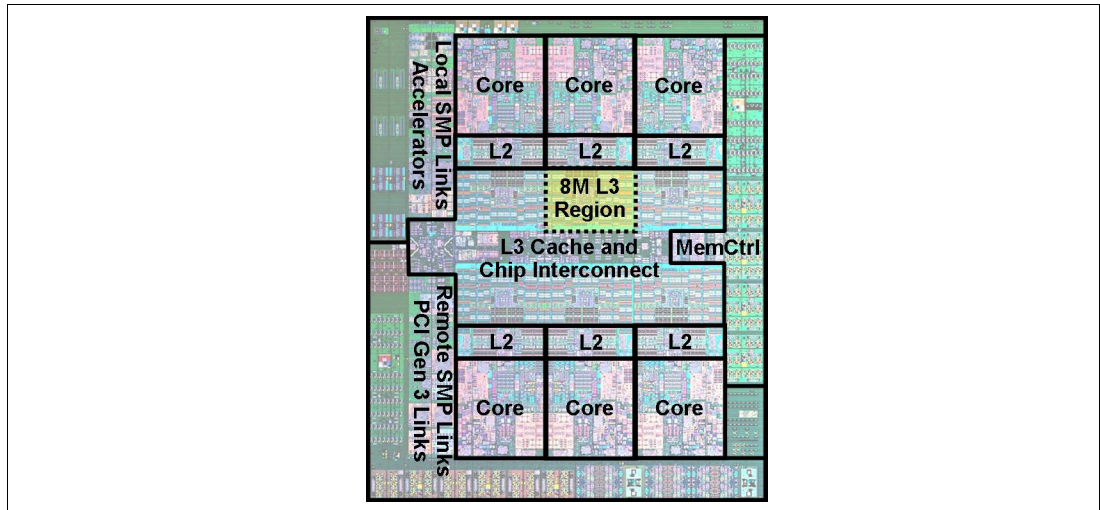 Local SMP Links
Accelerators
Core
Core
Core
L2
L2
L2
8M L3
Region
L3 Cache and
Chip Interconnect
MemCtrl
Remote SMP Links
PCI Gen 3 Links
L2
L2
L2
Core
Core
Core